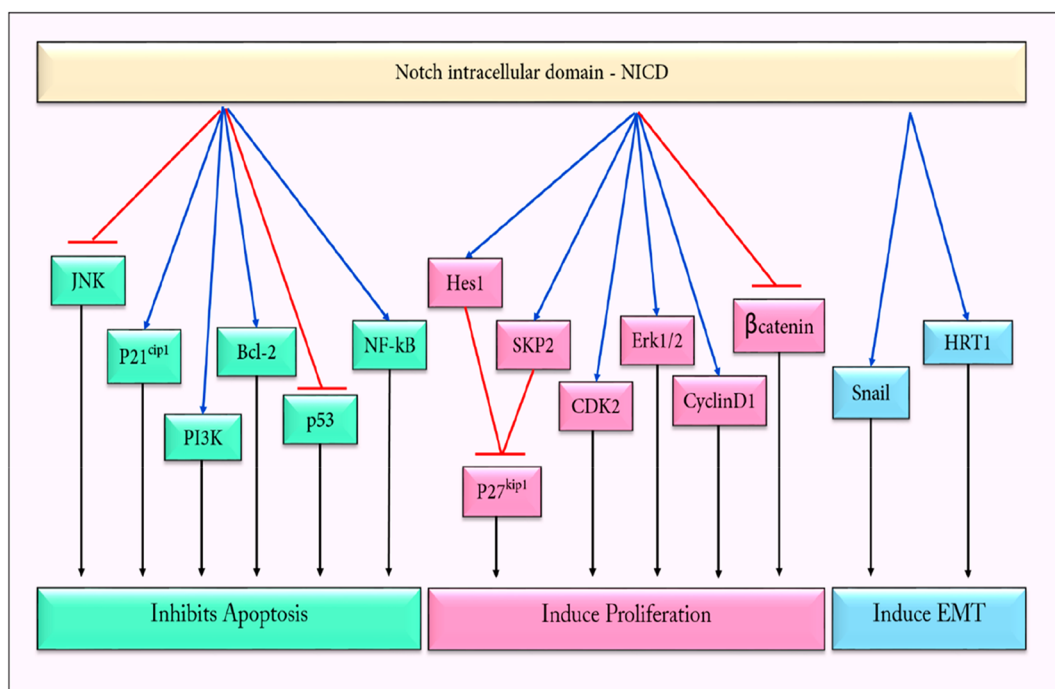 Notch intracellular domain - NICD
JNK
P21cip1
PI3K
Bcl-2
p53
NF-kB
Hes1
SKP2
P27kip1
CDK2
Erk1/2
CyclinD1
βcatenin
Snail
HRT1
Inhibits Apoptosis
Induce Proliferation
Induce EMT